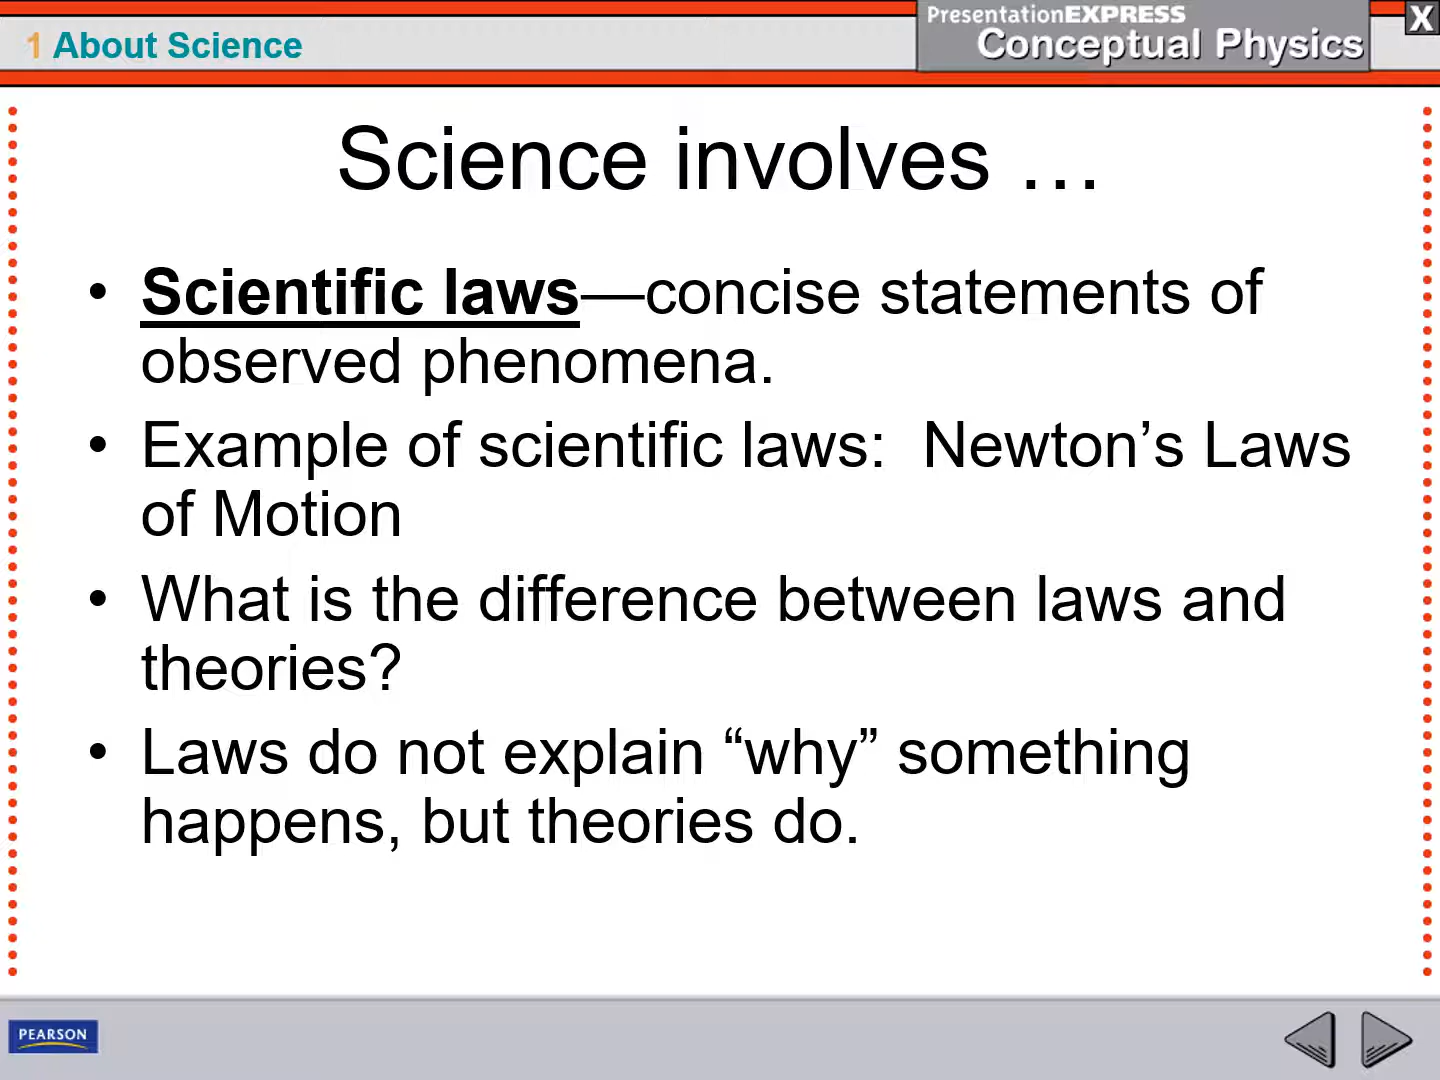 1 About Science
PresentationEXPRESS
Conceptual Physics
X
Science involves …
• Scientific laws—concise statements of
observed phenomena.
• Example of scientific laws:  Newton’s Laws
of Motion
• What is the difference between laws and
theories?
• Laws do not explain “why” something
happens, but theories do.
PEARSON